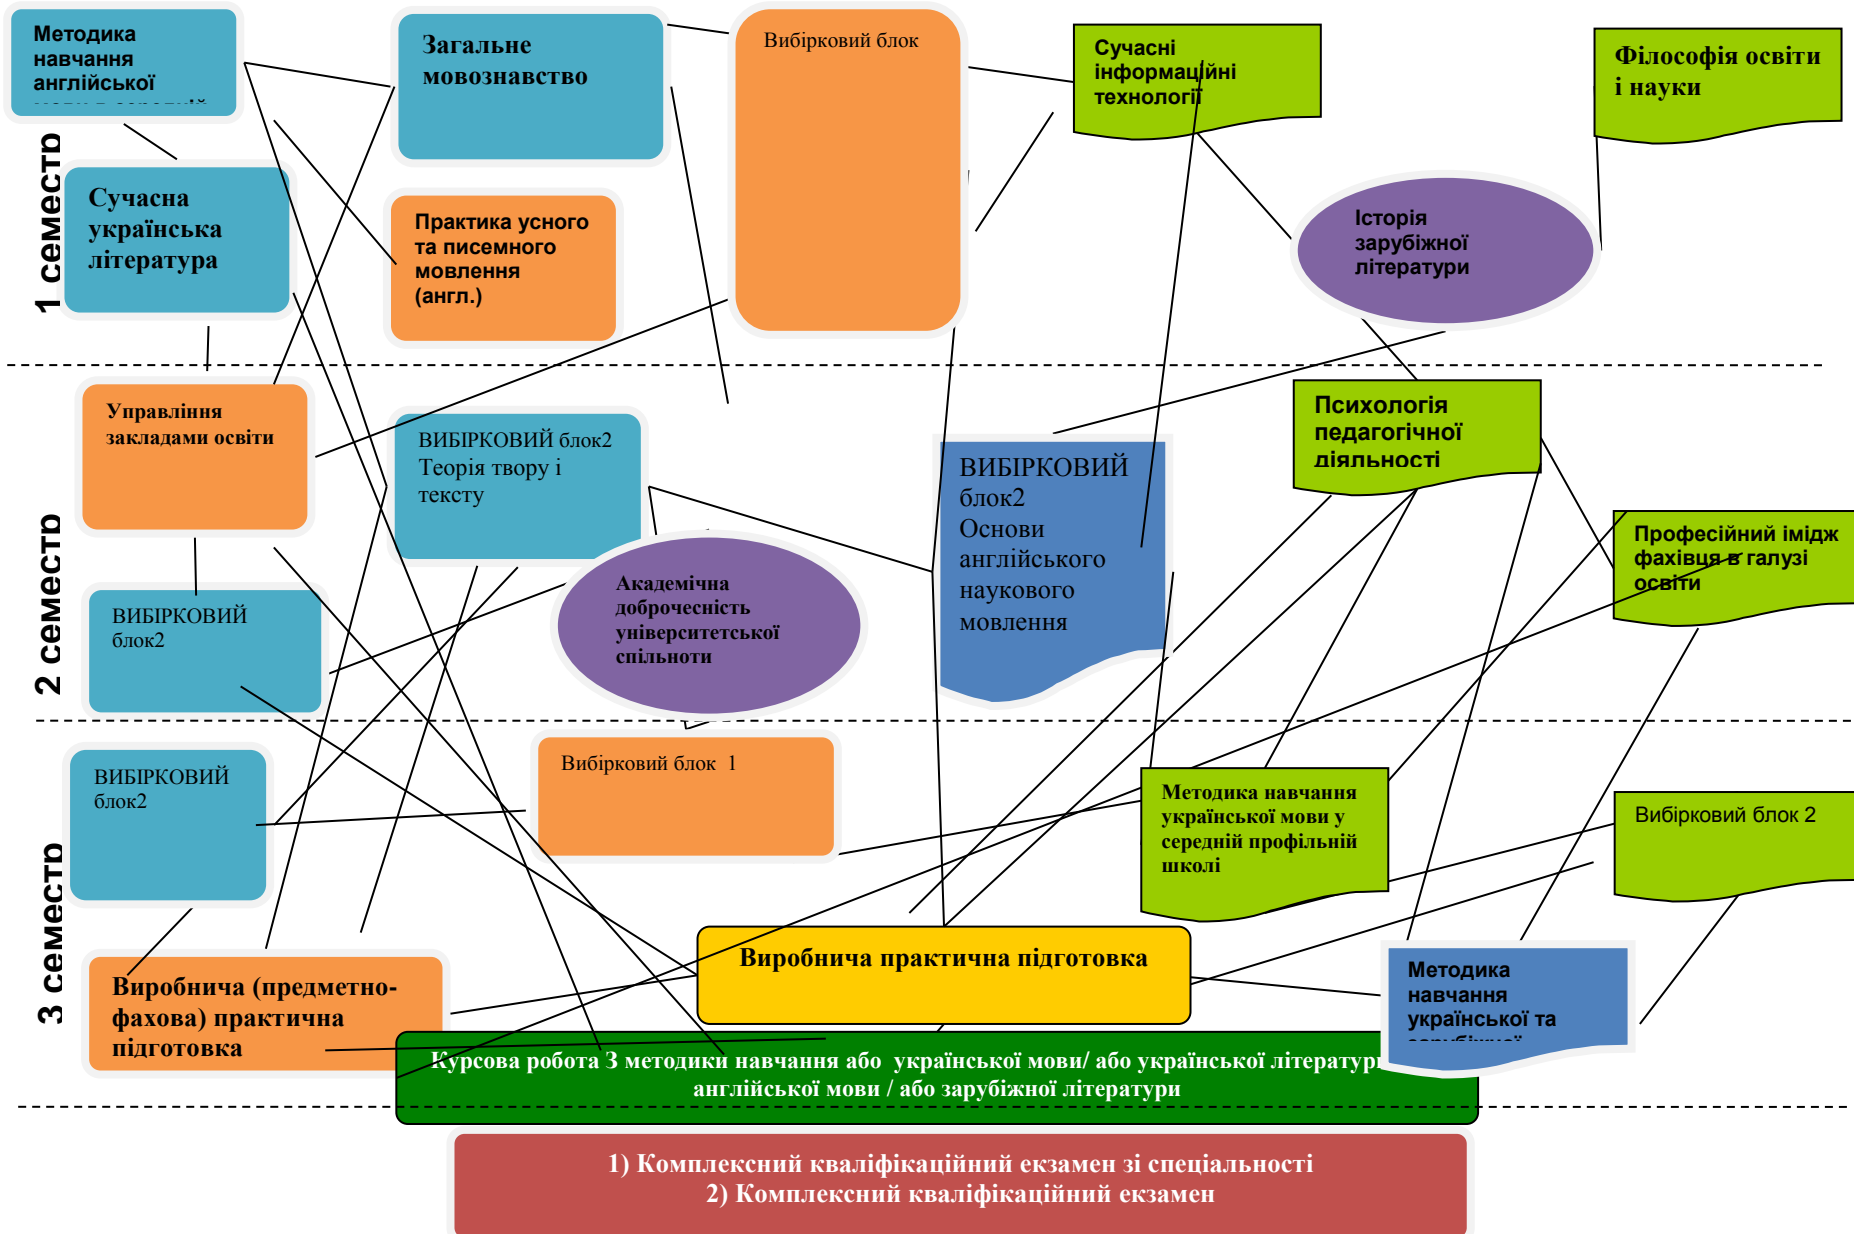 Методика
навчання
англійської
Загальне
мовознавство
Вибірковий блок
Сучасні
інформаційні
технології
Філософія освіти
і науки
1 семестр
Сучасна
українська
література
Практика усного
та писемного
мовлення
(англ.)
Історія
зарубіжної
літератури
Управління
закладами освіти
ВИБІРКОВИЙ блок2
Теорія твору і
тексту
ВИБІРКОВИЙ
блок2
Основи
англійського
наукового
мовлення
Психологія
педагогічної
діяльності
Професійний імідж
фахівця в галузі
освіти
2 семестр
ВИБІРКОВИЙ
блок2
Академічна
доброчесність
університетської
спільноти
3 семестр
ВИБІРКОВИЙ
блок2
Вибірковий блок 1
Методика навчання
української мови у
середній профільній
школі
Вибірковий блок 2
Виробнича (предметно-
фахова) практична
підготовка
Виробнича практична підготовка
Методика
навчання
української та
Курсова робота З методики навчання або української мови/ або української літератури
англійської мови / або зарубіжної літератури
1) Комплексний кваліфікаційний екзамен зі спеціальності
2) Комплексний кваліфікаційний екзамен